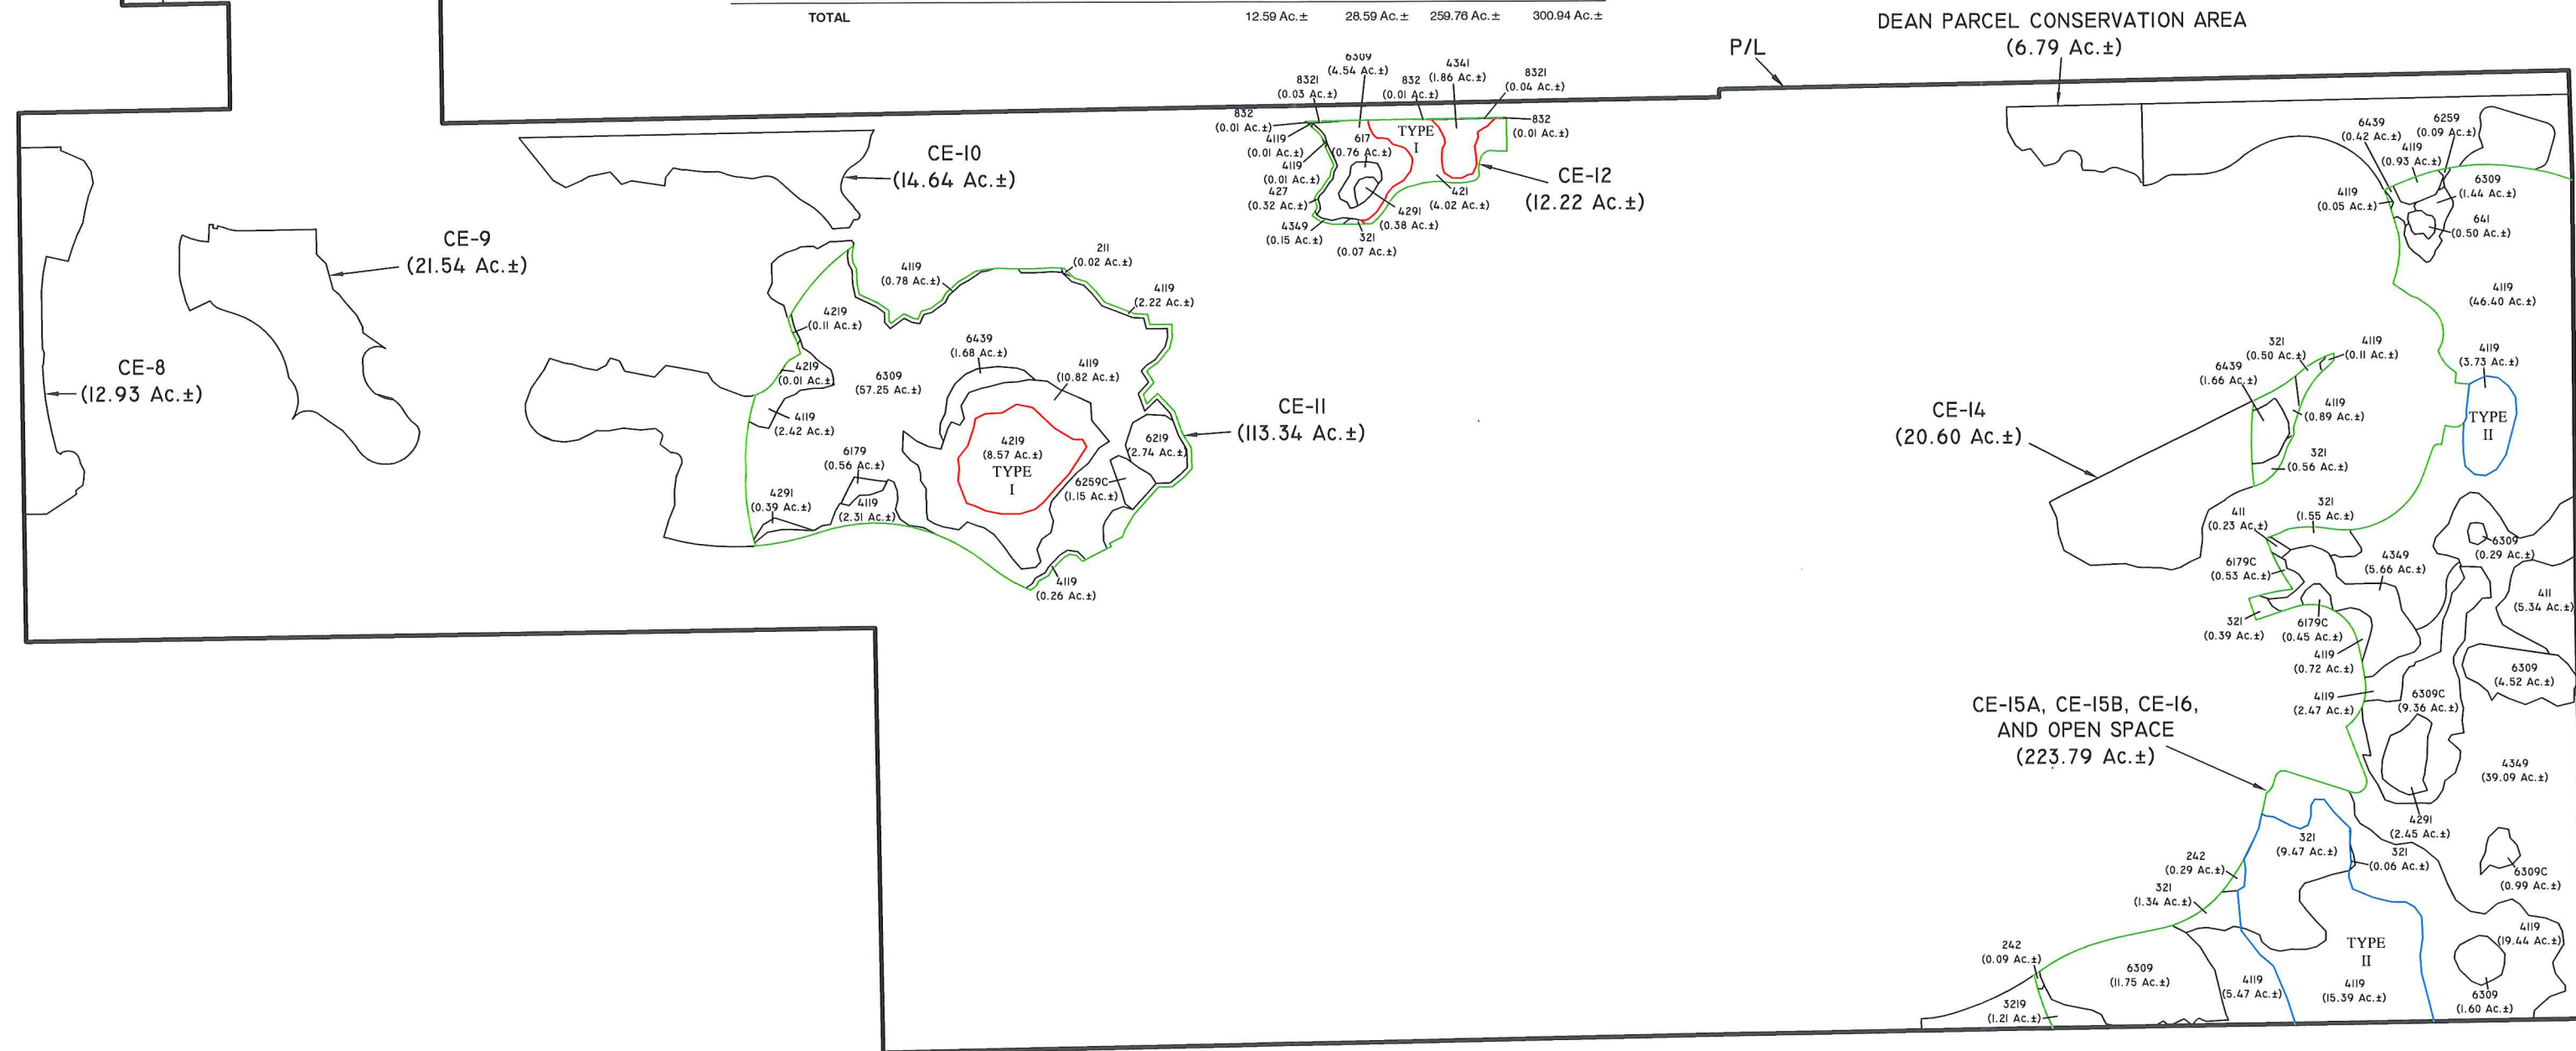 TOTAL 12.59 Ac.± 28.59 Ac.± 259.76 Ac.± 300.94 Ac.±
DEAN PARCEL CONSERVATION AREA
(6.79 Ac.±)
P/L
CE-8
(12.93 Ac.±)
CE-9
(21.54 Ac.±)
CE-10
(14.64 Ac.±)
6309
(4.54 Ac.±)
8321
(0.03 Ac.±)
832
(0.01 Ac.±)
4341
(1.86 Ac.±)
8321
(0.04 Ac.±)
832
(0.01 Ac.±)
832
(0.01 Ac.±)
4119
(0.01 Ac.±)
4119
(0.01 Ac.±)
427
(0.32 Ac.±)
4349
(0.15 Ac.±)
321
(0.07 Ac.±)
617
(0.76 Ac.±)
TYPE
I
4291
(0.38 Ac.±)
421
(4.02 Ac.±)
CE-12
(12.22 Ac.±)
211
(0.02 Ac.±)
4119
(0.78 Ac.±)
4119
(2.22 Ac.±)
4219
(0.11 Ac.±)
4219
(0.01 Ac.±)
6439
(1.68 Ac.±)
4119
(10.82 Ac.±)
6309
(57.25 Ac.±)
4119
(2.42 Ac.±)
4219
(8.57 Ac.±)
TYPE
I
6179
(0.56 Ac.±)
4291
(0.39 Ac.±)
4119
(2.31 Ac.±)
6219
(2.74 Ac.±)
6259C
(1.15 Ac.±)
4119
(0.26 Ac.±)
CE-11
(113.34 Ac.±)
6439
(0.42 Ac.±)
6259
(0.09 Ac.±)
4119
(0.93 Ac.±)
6309
(1.44 Ac.±)
4119
(0.05 Ac.±)
641
(0.50 Ac.±)
4119
(46.40 Ac.±)
4119
(3.73 Ac.±)
TYPE
II
321
(0.50 Ac.±)
4119
(0.11 Ac.±)
6439
(1.66 Ac.±)
4119
(0.89 Ac.±)
321
(0.56 Ac.±)
CE-14
(20.60 Ac.±)
321
(1.55 Ac.±)
411
(0.23 Ac.±)
6179C
(0.53 Ac.±)
4349
(5.66 Ac.±)
6309
(0.29 Ac.±)
411
(5.34 Ac.±)
321
(0.39 Ac.±)
6179C
(0.45 Ac.±)
4119
(0.72 Ac.±)
6309
(4.52 Ac.±)
4119
(2.47 Ac.±)
6309C
(9.36 Ac.±)
CE-15A, CE-15B, CE-16,
AND OPEN SPACE
(223.79 Ac.±)
4349
(39.09 Ac.±)
4291
(2.45 Ac.±)
321
(9.47 Ac.±)
321
(0.06 Ac.±)
242
(0.29 Ac.±)
321
(1.34 Ac.±)
6309C
(0.99 Ac.±)
4119
(19.44 Ac.±)
242
(0.09 Ac.±)
TYPE
II
6309
(11.75 Ac.±)
4119
(5.47 Ac.±)
4119
(15.39 Ac.±)
6309
(1.60 Ac.±)
3219
(1.21 Ac.±)